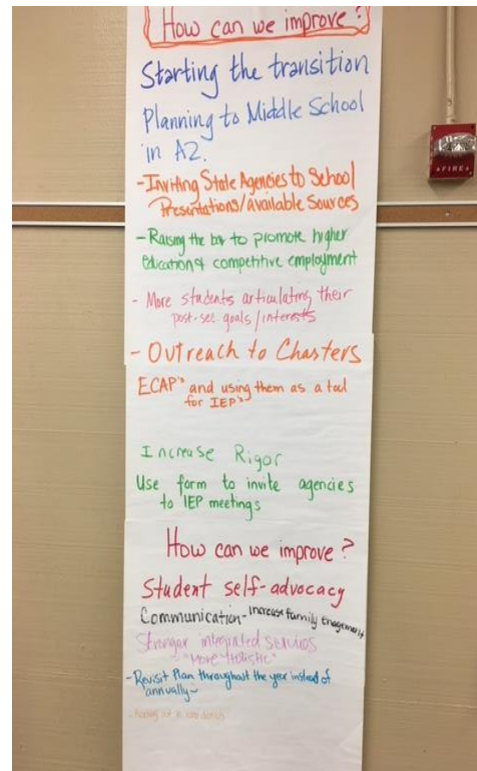 How can we improve?
Starting the transition
Planning to Middle School
in AZ.
-Inviting State Agencies to School
Presentations/available Sources
-Raising the bar to promote higher
education & competitive employment
- More students articulating their
post-sec goals/interests
- Outreach to Charters
ECAP's and using them as a tool
for IEP's
Increase Rigor
Use form to invite agencies
to IEP meetings
How can we improve?
Student self-advocacy
Communication - Increase Family Engagement
Stronger integrated services
"More Holistic"
-Revisit Plan throughout the year instead of
annually~
FIRE